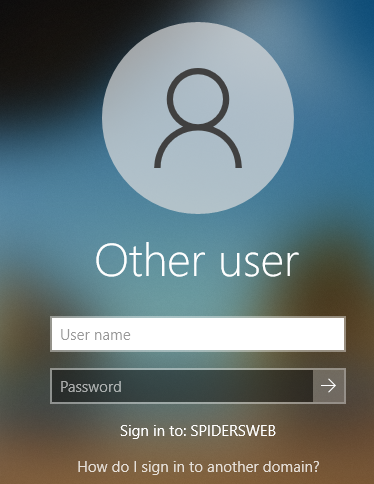 Other user
User name
Password
Sign in to: SPIDERSWEB
How do I sign in to another domain?